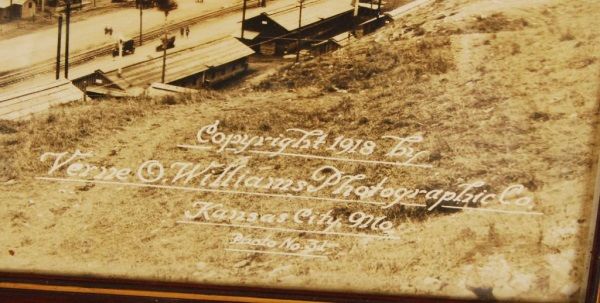 Copyright 1918 by
Verne O. Williams Photographic Co.
Kansas City, Mo.
Photo No. 31